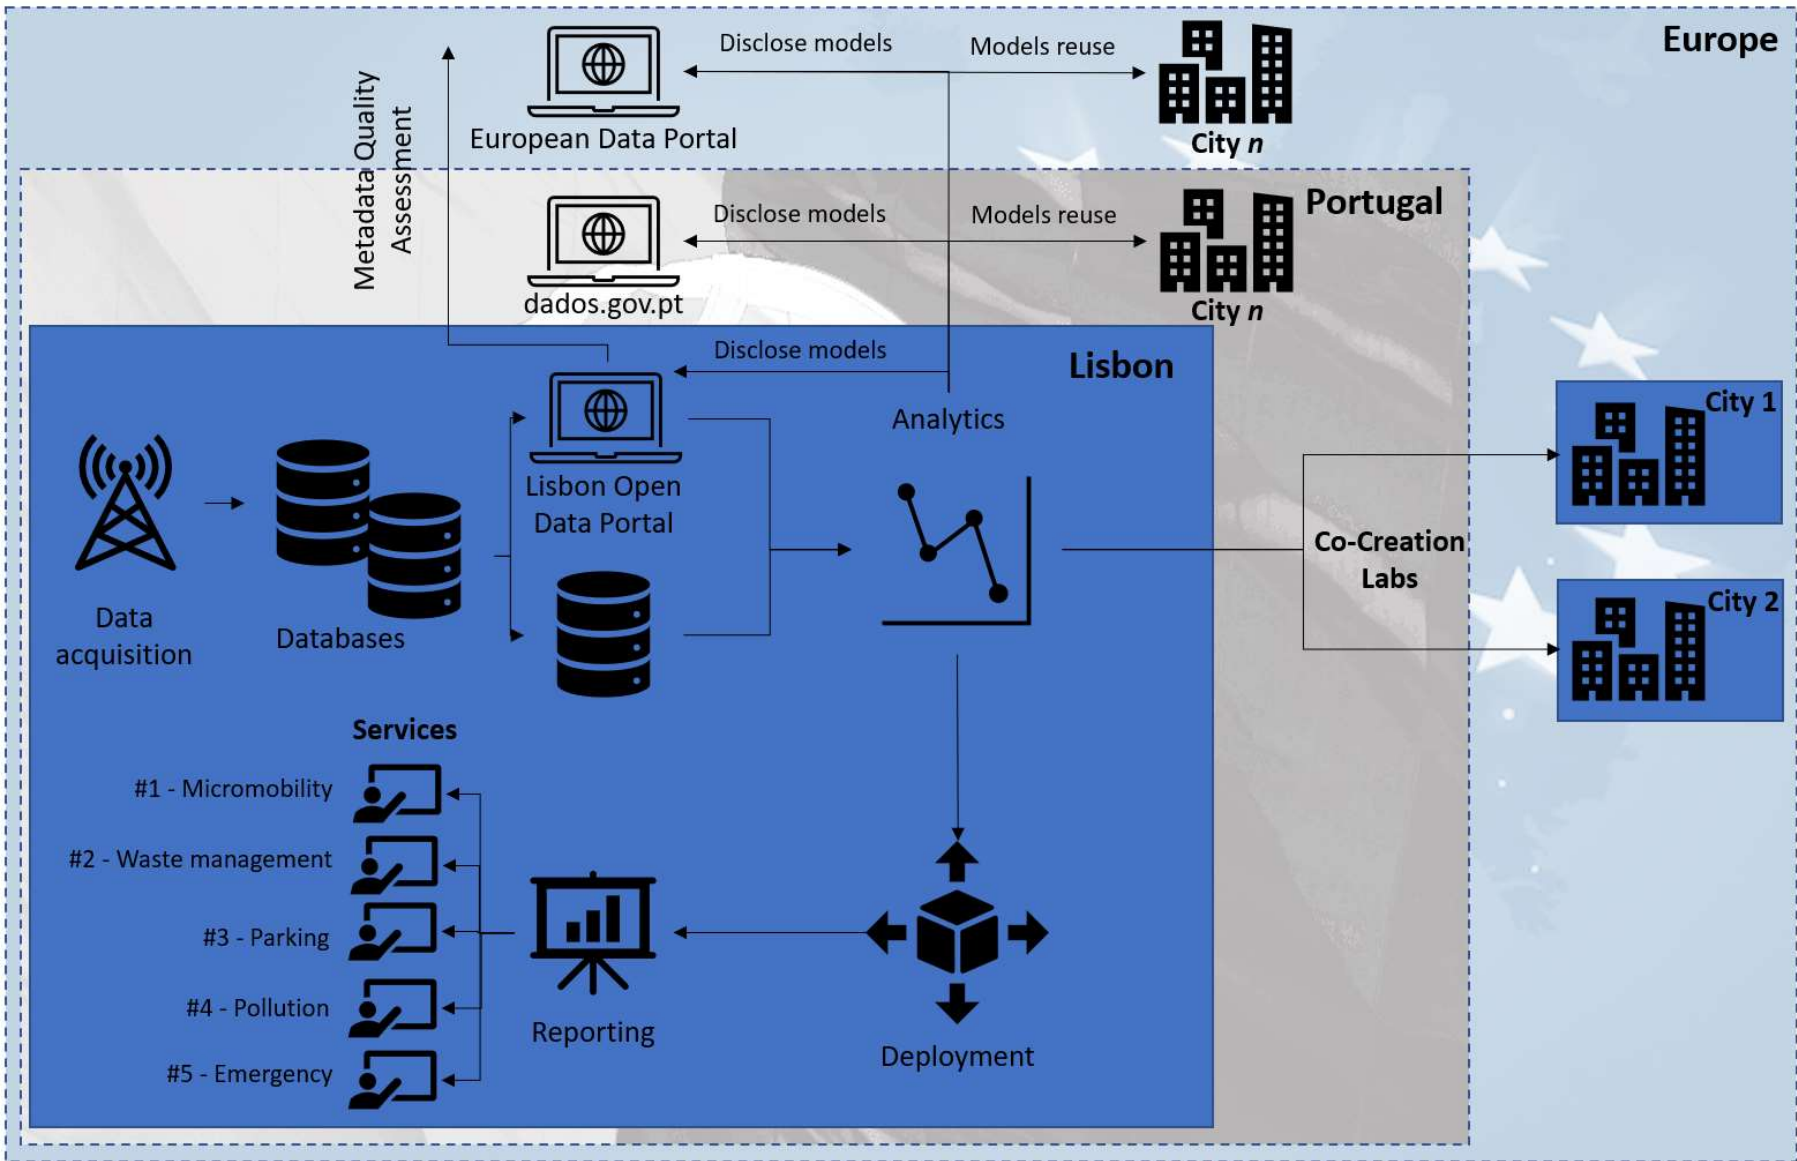 Europe
Disclose models
Models reuse
European Data Portal
City n
Metadata Quality
Assessment
Portugal
Disclose models
Models reuse
dados.gov.pt
City n
Lisbon
Disclose models
Analytics
City 1
Lisbon Open
Data Portal
Co-Creation
Labs
City 2
Data
acquisition
Databases
Services
#1 - Micromobility
#2 - Waste management
#3 - Parking
#4 - Pollution
#5 - Emergency
Reporting
Deployment